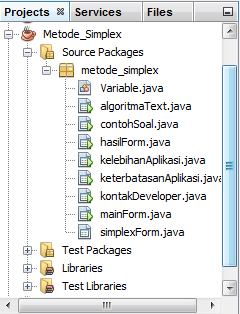 Projects Services Files
Metode_Simplex
Source Packages
metode_simplex
Variable.java
algoritmaText.java
contohSoal.java
hasilForm.java
kelebihanAplikasi.java
keterbatasanAplikasi.java
kontakDeveloper.java
mainForm.java
simplexForm.java
Test Packages
Libraries
Test Libraries